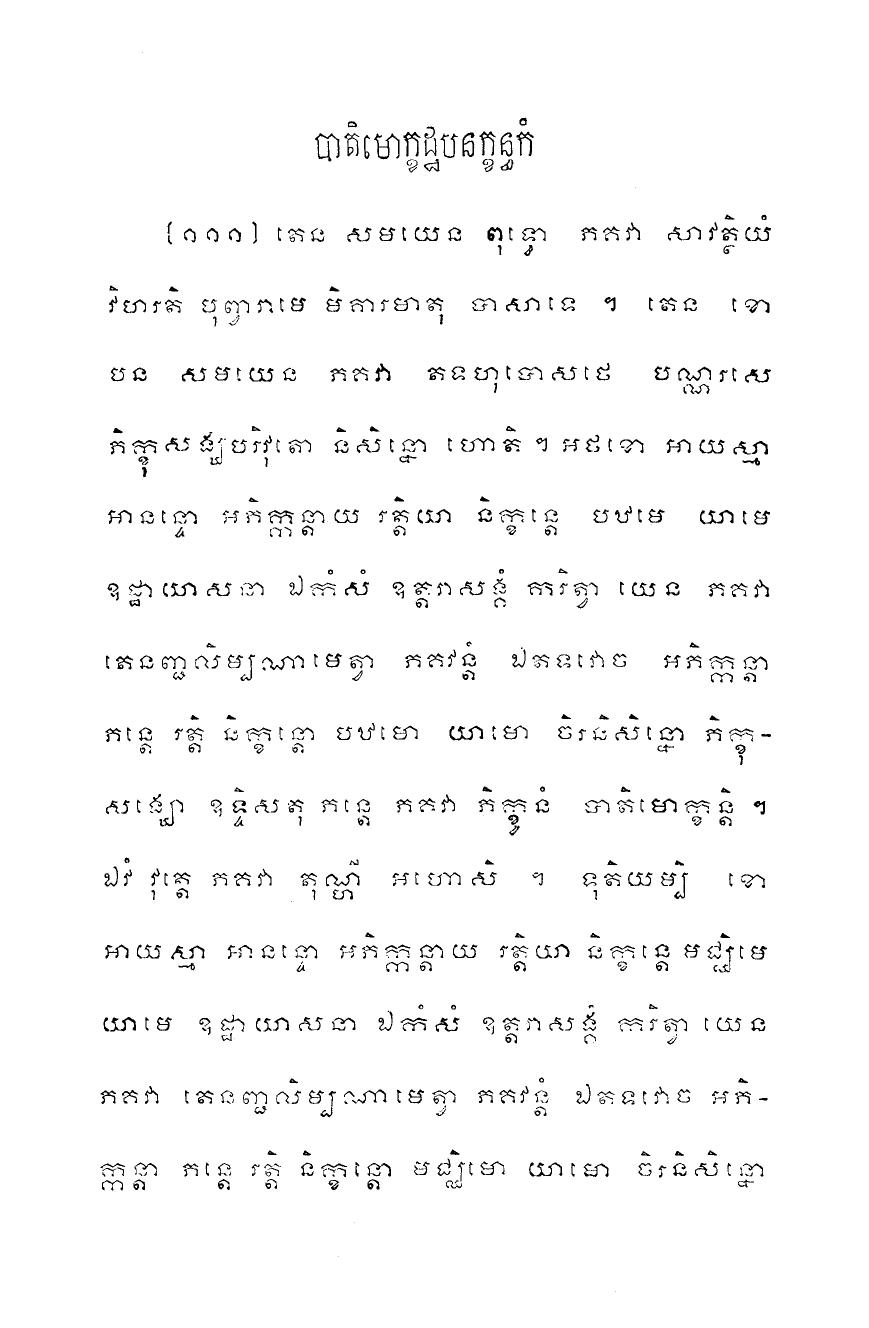 បាតិមោក្ខដ្ឋបនក្ខន្ធកំ
[១១១] តេន សមយេន ពុទ្ធោ ភគវា សាវត្ថិយំ
វិហរតិ បុព្វារាមេ មិគារមាតុ បាសាទេ ។ តេន ខោ
បន សមយេន ភគវា តទហុបោសថេ បណ្ណរសេ
ភិក្ខុសង្ឃបរិវុតោ និសិន្នោ ហោតិ ។ អថខោ អាយស្មា
អានន្ទោ អភិក្កន្តាយ រត្តិយា និក្ខន្តេ បឋមេ យាមេ
ឧដ្ឋាយាសនា ឯកំសំ ឧត្តរាសង្គំ ការិត្វា យេន ភគវា
តេនញ្ជលិម្បណាមេត្វា ភគវន្តំ ឯតទវោច អភិក្កន្តា
ភន្តេ រត្តិ និក្ខន្តោ បឋមោ យាមោ ចិរនិសិន្នោ ភិក្ខុ-
សង្ឃោ ឧទ្ទិសតុ ភន្តេ ភគវា ភិក្ខូនំ បាតិមោក្ខន្តិ ។
ឯវំ វុត្តេ ភគវា តុណ្ហី អហោសិ ។ ទុតិយម្បិ ខោ
អាយស្មា អានន្ទោ អភិក្កន្តាយ រត្តិយា និក្ខន្តេ មជ្ឈិមេ
យាមេ ឧដ្ឋាយាសនា ឯកំសំ ឧត្តរាសង្គំ ការិត្វា យេន
ភគវា តេនញ្ជលិម្បណាមេត្វា ភគវន្តំ ឯតទវោច អភិ-
ក្កន្តា ភន្តេ រត្តិ និក្ខន្តោ មជ្ឈិមោ យាមោ ចិរនិសិន្នោ